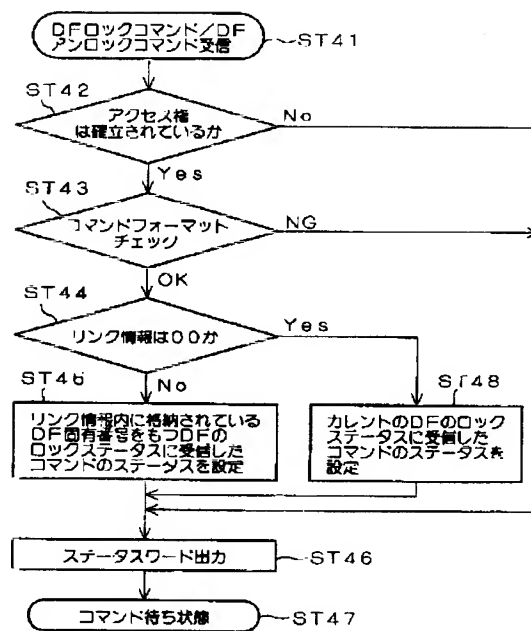 DFロックコマンド/DF
アンロックコマンド受信
ST41
ST42
アクセス権
は確立されているか
No
Yes
ST43
コマンドフォーマット
チェック
NG
OK
ST44
リンク情報は00か
Yes
No
ST46
リンク情報内に格納されている
DF固有番号をもつDFの
ロックステータスに受信した
コマンドのステータスを設定
ST48
カレントのDFのロック
ステータスに受信した
コマンドのステータスを
設定
ステータスワード出力
ST46
コマンド待ち状態
ST47